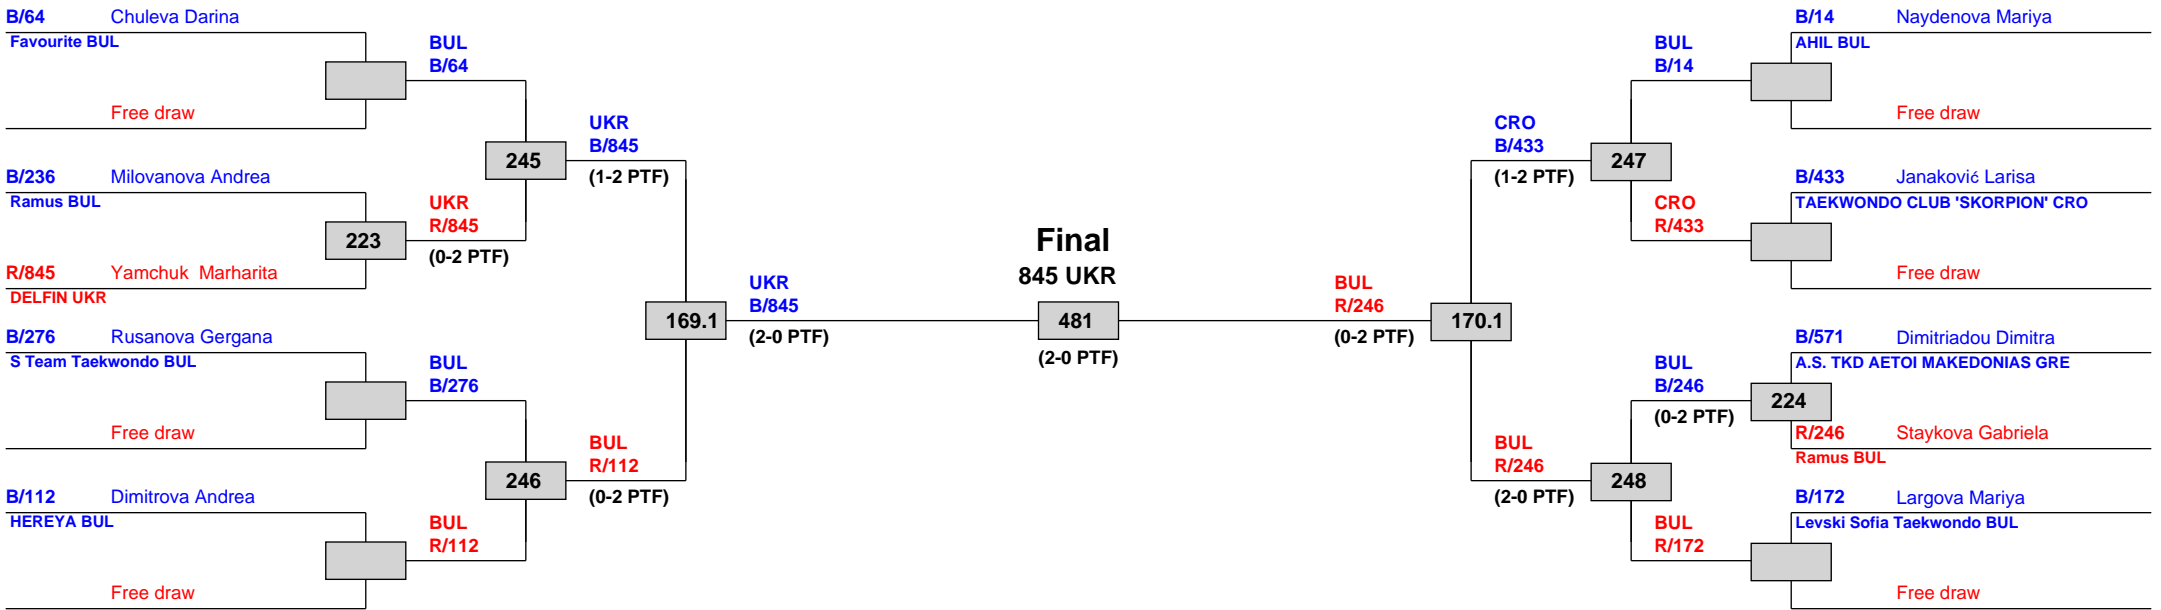 B/64 Chuleva Darina
Favourite BUL
Free draw
B/236 Milovanova Andrea
Ramus BUL
223
R/845 Yamchuk  Marharita
DELFIN UKR
B/276 Rusanova Gergana
S Team Taekwondo BUL
Free draw
B/112 Dimitrova Andrea
HEREYA BUL
Free draw
BUL
B/64
245
UKR
R/845
(0-2 PTF)
BUL
B/276
246
BUL
R/112
UKR
B/845
(1-2 PTF)
169.1
BUL
R/112
(0-2 PTF)
UKR
B/845
(2-0 PTF)
Final
845 UKR
481
(2-0 PTF)
BUL
R/246
(0-2 PTF)
CRO
B/433
(1-2 PTF)
170.1
BUL
R/246
(2-0 PTF)
BUL
B/14
247
CRO
R/433
BUL
B/246
(0-2 PTF)
248
BUL
R/172
B/14 Naydenova Mariya
AHIL BUL
Free draw
B/433 Janaković Larisa
TAEKWONDO CLUB 'SKORPION' CRO
Free draw
B/571 Dimitriadou Dimitra
A.S. TKD AETOI MAKEDONIAS GRE
224
R/246 Staykova Gabriela
Ramus BUL
B/172 Largova Mariya
Levski Sofia Taekwondo BUL
Free draw